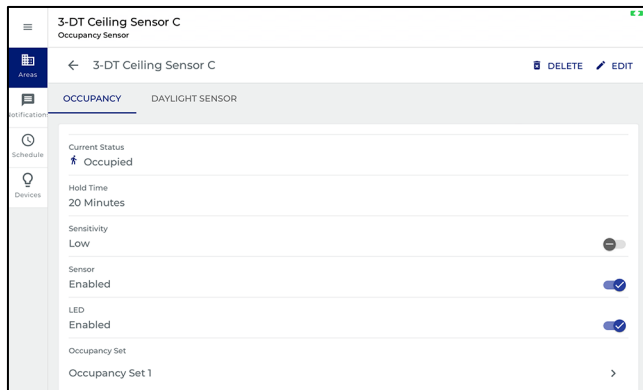 3-DT Ceiling Sensor C
Occupancy Sensor
3-DT Ceiling Sensor C
DELETE
EDIT
Areas
Notification
Schedule
Devices
OCCUPANCY
DAYLIGHT SENSOR
Current Status
Occupied
Hold Time
20 Minutes
Sensitivity
Low
Sensor
Enabled
LED
Enabled
Occupancy Set
Occupancy Set 1